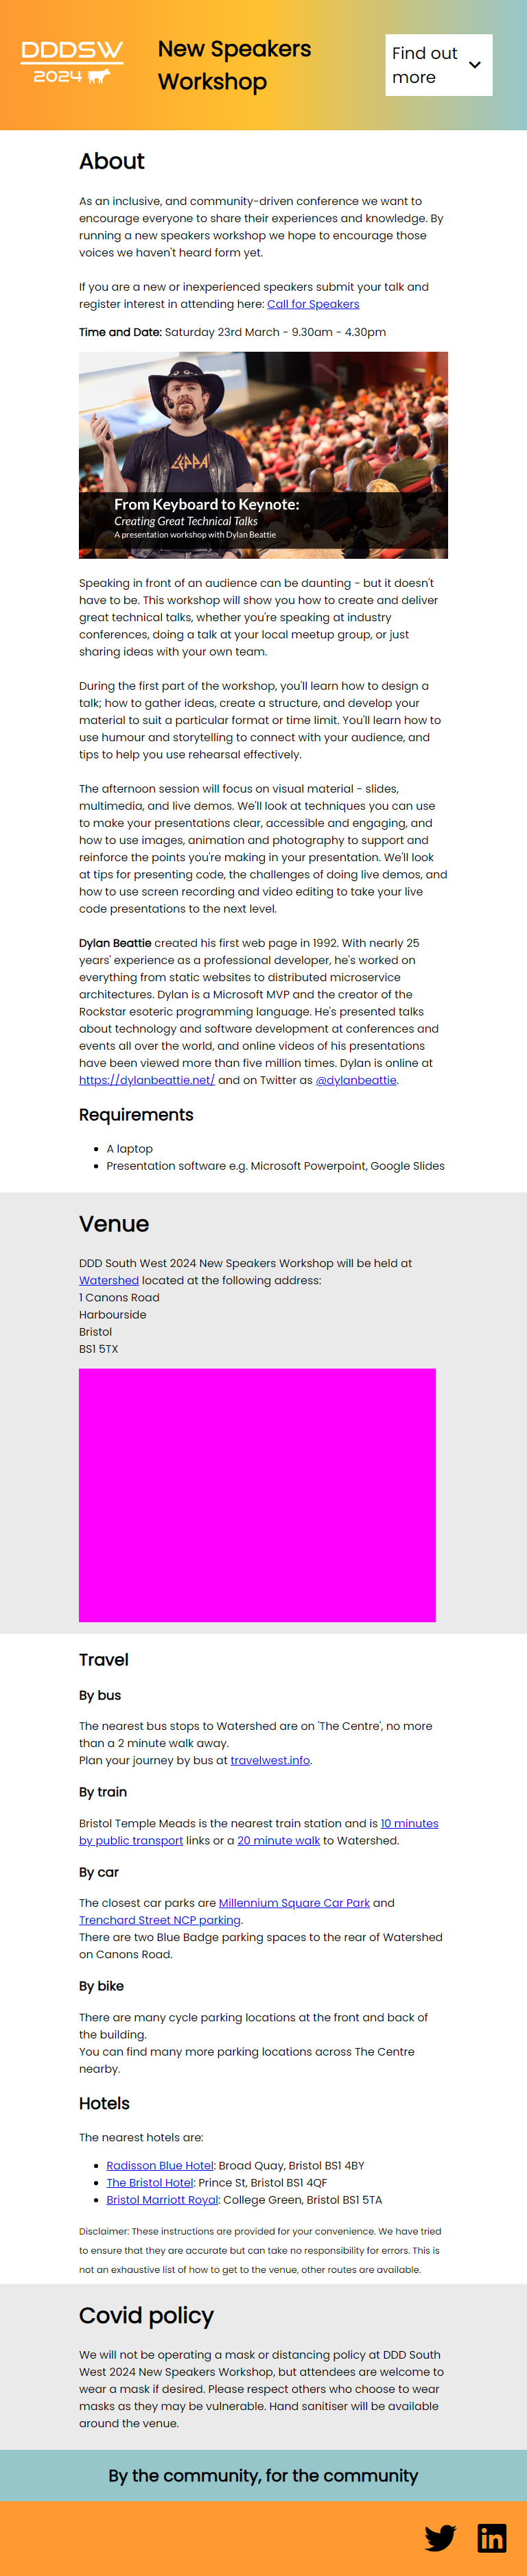 DDDSW
2024
New Speakers
Workshop
Find out
more
About
As an inclusive, and community-driven conference we want to
encourage everyone to share their experiences and knowledge. By
running a new speakers workshop we hope to encourage those
voices we haven't heard form yet.
If you are a new or inexperienced speakers submit your talk and
register interest in attending here: Call for Speakers
Time and Date: Saturday 23rd March - 9.30am - 4.30pm
LEPPA
From Keyboard to Keynote:
Creating Great Technical Talks
A presentation workshop with Dylan Beattie
Speaking in front of an audience can be daunting - but it doesn't
have to be. This workshop will show you how to create and deliver
great technical talks, whether you're speaking at industry
conferences, doing a talk at your local meetup group, or just
sharing ideas with your own team.
During the first part of the workshop, you'll learn how to design a
talk; how to gather ideas, create a structure, and develop your
material to suit a particular format or time limit. You'll learn how to
use humour and storytelling to connect with your audience, and
tips to help you use rehearsal effectively.
The afternoon session will focus on visual material - slides,
multimedia, and live demos. We'll look at techniques you can use
to make your presentations clear, accessible and engaging, and
how to use images, animation and photography to support and
reinforce the points you're making in your presentation. We'll look
at tips for presenting code, the challenges of doing live demos, and
how to use screen recording and video editing to take your live
code presentations to the next level.
Dylan Beattie created his first web page in 1992. With nearly 25
years' experience as a professional developer, he's worked on
everything from static websites to distributed microservice
architectures. Dylan is a Microsoft MVP and the creator of the
Rockstar esoteric programming language. He's presented talks
about technology and software development at conferences and
events all over the world, and online videos of his presentations
have been viewed more than five million times. Dylan is online at
https://dylanbeattie.net/ and on Twitter as @dylanbeattie.
Requirements
• A laptop
• Presentation software e.g. Microsoft Powerpoint, Google Slides
Venue
DDD South West 2024 New Speakers Workshop will be held at
Watershed located at the following address:
1 Canons Road
Harbourside
Bristol
BS1 5TX
Travel
By bus
The nearest bus stops to Watershed are on 'The Centre', no more
than a 2 minute walk away.
Plan your journey by bus at travelwest.info.
By train
Bristol Temple Meads is the nearest train station and is 10 minutes
by public transport links or a 20 minute walk to Watershed.
By car
The closest car parks are Millennium Square Car Park and
Trenchard Street NCP parking.
There are two Blue Badge parking spaces to the rear of Watershed
on Canons Road.
By bike
There are many cycle parking locations at the front and back of
the building.
You can find many more parking locations across The Centre
nearby.
Hotels
The nearest hotels are:
• Radisson Blue Hotel: Broad Quay, Bristol BS1 4BY
• The Bristol Hotel: Prince St, Bristol BS1 4QF
• Bristol Marriott Royal: College Green, Bristol BS1 5TA
Disclaimer: These instructions are provided for your convenience. We have tried
to ensure that they are accurate but can take no responsibility for errors. This is
not an exhaustive list of how to get to the venue, other routes are available.
Covid policy
We will not be operating a mask or distancing policy at DDD South
West 2024 New Speakers Workshop, but attendees are welcome to
wear a mask if desired. Please respect others who choose to wear
masks as they may be vulnerable. Hand sanitiser will be available
around the venue.
By the community, for the community
in